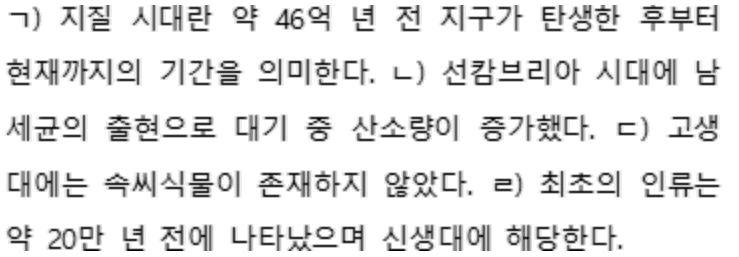 ㄱ) 지질 시대란 약 46억 년 전 지구가 탄생한 후부터
현재까지의 기간을 의미한다. ㄴ) 선캄브리아 시대에 남
세균의 출현으로 대기 중 산소량이 증가했다. ㄷ) 고생
대에는 속씨식물이 존재하지 않았다. ㄹ) 최초의 인류는
약 20만 년 전에 나타났으며 신생대에 해당한다.